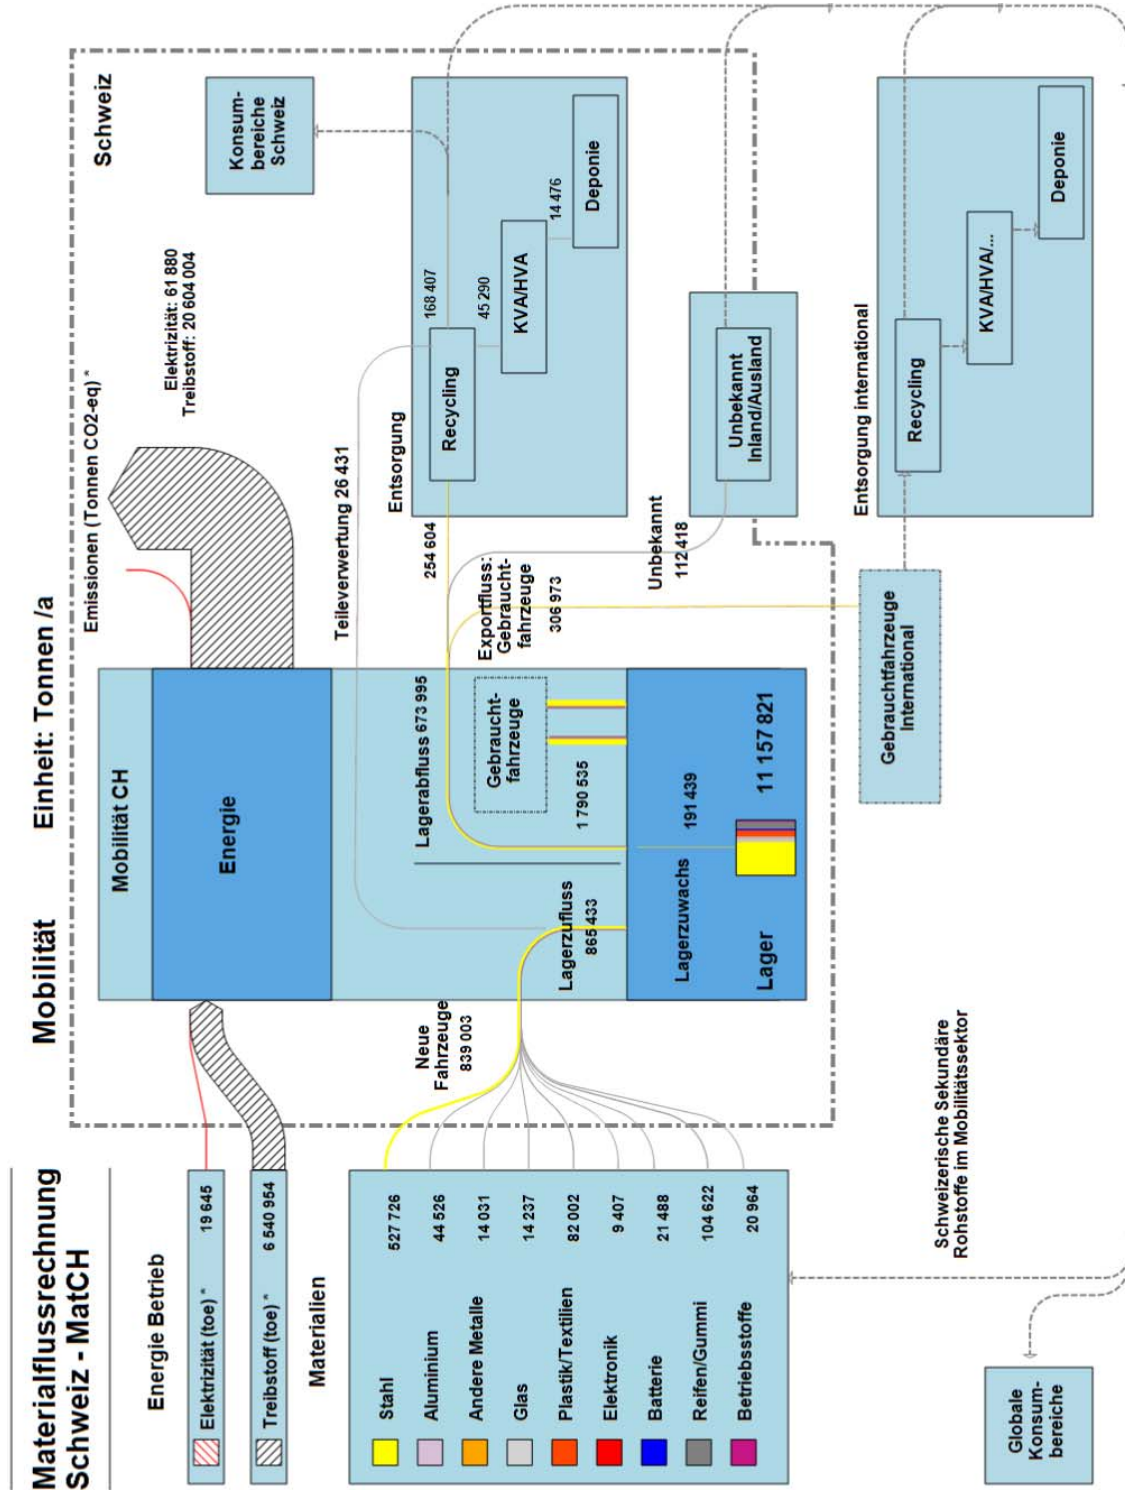 Materialflussrechnung
Schweiz - MatCH
Mobilität
Einheit: Tonnen /a
Energie Betrieb
Elektrizität (toe) *
19 645
Treibstoff (toe) *
6 540 954
Materialien
Stahl
527 726
Aluminium
44 526
Andere Metalle
14 031
Glas
14 237
Plastik/Textilien
82 002
Elektronik
9 407
Batterie
21 488
Reifen/Gummi
104 622
Betriebsstoffe
20 964
Globale
Konsum-
bereiche
Schweizerische Sekundäre
Rohstoffe im Mobilitätssektor
Neue
Fahrzeuge
839 003
Mobilität CH
Energie
Lagerzufluss
865 433
Lagerabfluss 673 995
Gebraucht-
fahrzeuge
1 790 535
Lagerzuwachs
191 439
Lager
11 157 821
Emissionen (Tonnen CO2-eq) *
Elektrizität: 61 880
Treibstoff: 20 604 004
Teileverwertung 26 431
254 604
Exportfluss:
Gebraucht-
fahrzeuge
306 973
Unbekannt
112 418
Gebrauchtfahrzeuge
International
Schweiz
Konsum-
bereiche
Schweiz
Entsorgung
Recycling
168 407
45 290
KVA/HVA
14 476
Deponie
Unbekannt
Inland/Ausland
Entsorgung international
Recycling
KVA/HVA/...
Deponie